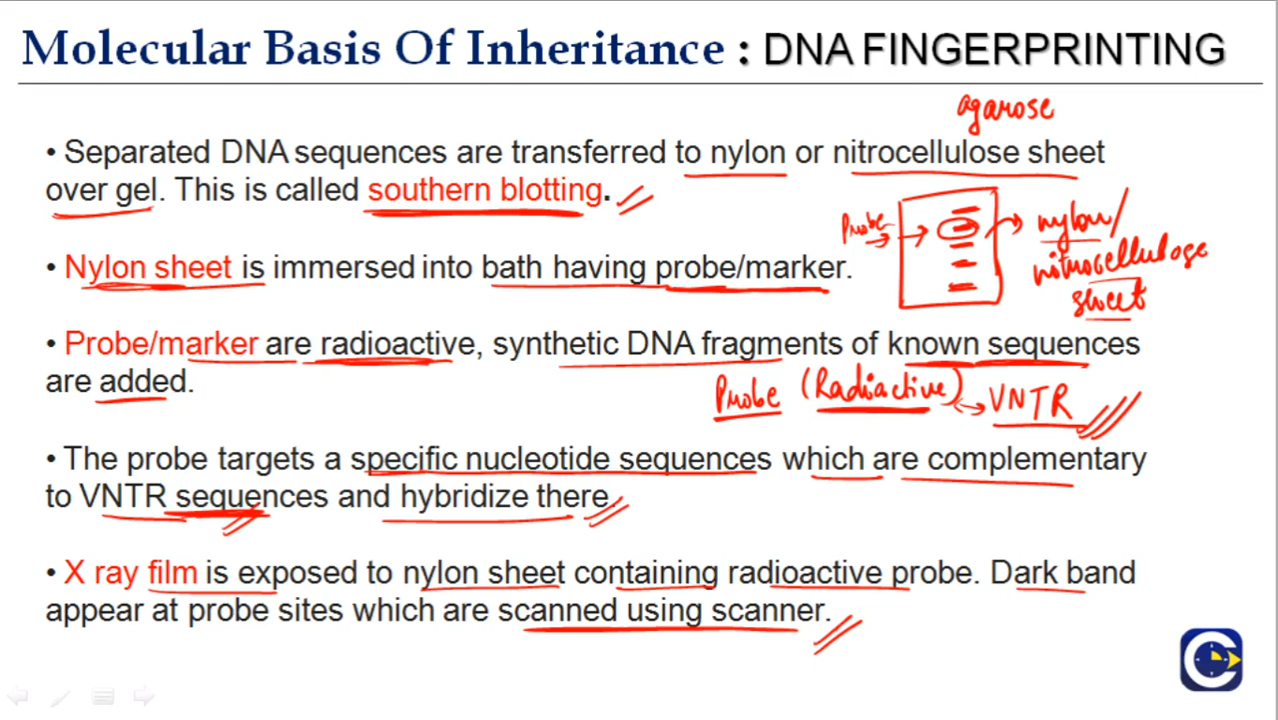 Molecular Basis Of Inheritance : DNA FINGERPRINTING
agarose
• Separated DNA sequences are transferred to nylon or nitrocellulose sheet
over gel. This is called southern blotting.
Probe
nylon/
nitrocellulose
sheet
• Nylon sheet is immersed into bath having probe/marker.
• Probe/marker are radioactive, synthetic DNA fragments of known sequences
are added.
Probe (Radiactive) ↔ VNTR
• The probe targets a specific nucleotide sequences which are complementary
to VNTR sequences and hybridize there.
• X ray film is exposed to nylon sheet containing radioactive probe. Dark band
appear at probe sites which are scanned using scanner.